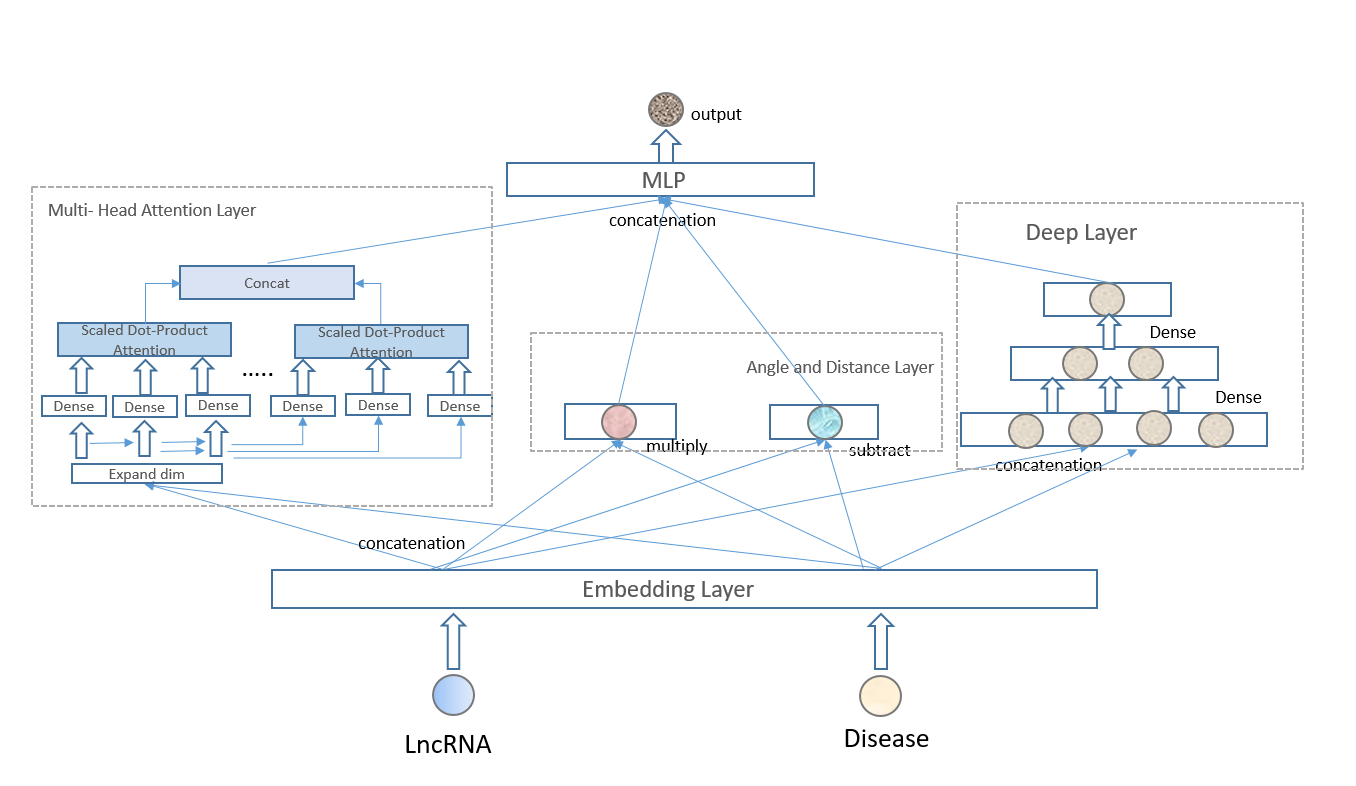 output
MLP
concatenation
Multi- Head Attention Layer
Concat
Scaled Dot-Product
Attention
Scaled Dot-Product
Attention
.....
Dense
Dense
Dense
Dense
Dense
Dense
Expand dim
Angle and Distance Layer
multiply
subtract
Deep Layer
Dense
Dense
concatenation
concatenation
Embedding Layer
LncRNA
Disease